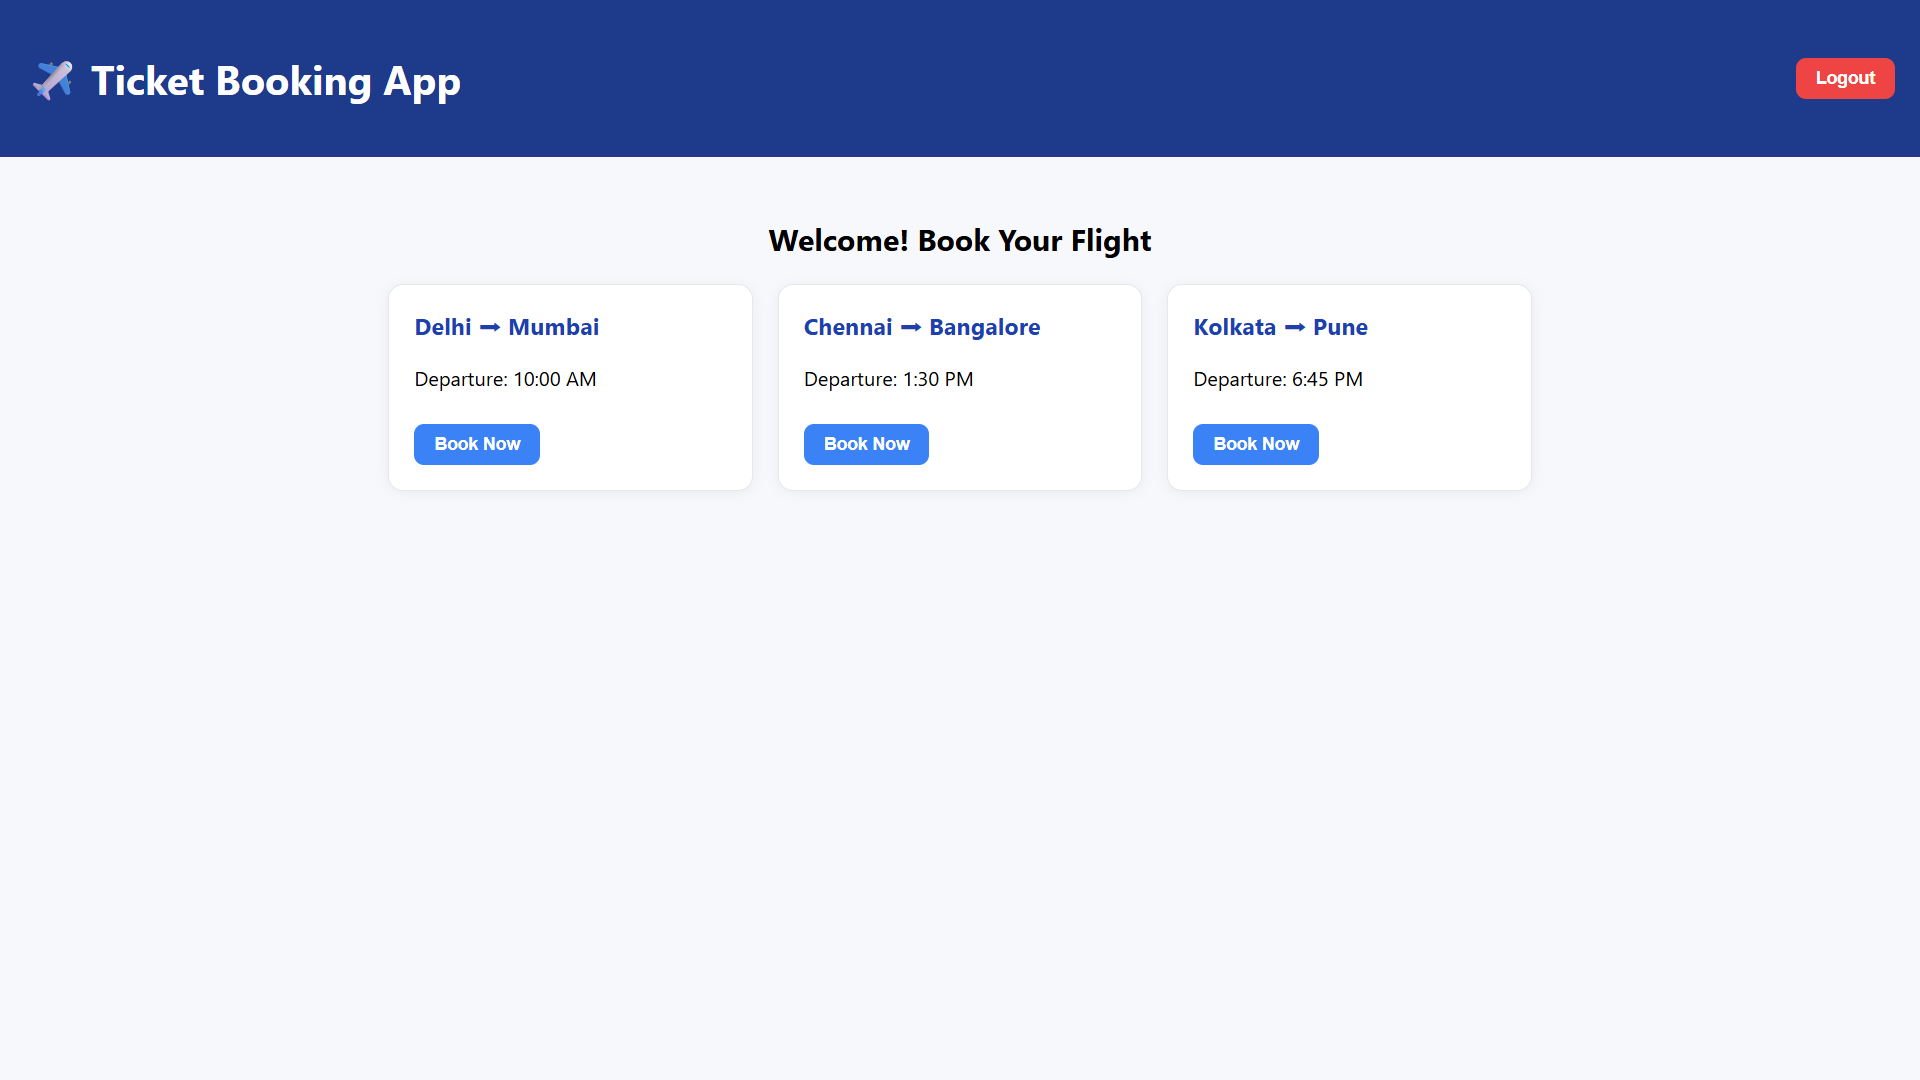 ✈️ Ticket Booking App
Logout
Welcome! Book Your Flight
Delhi ➡ Mumbai
Departure: 10:00 AM
Book Now
Chennai ➡ Bangalore
Departure: 1:30 PM
Book Now
Kolkata ➡ Pune
Departure: 6:45 PM
Book Now